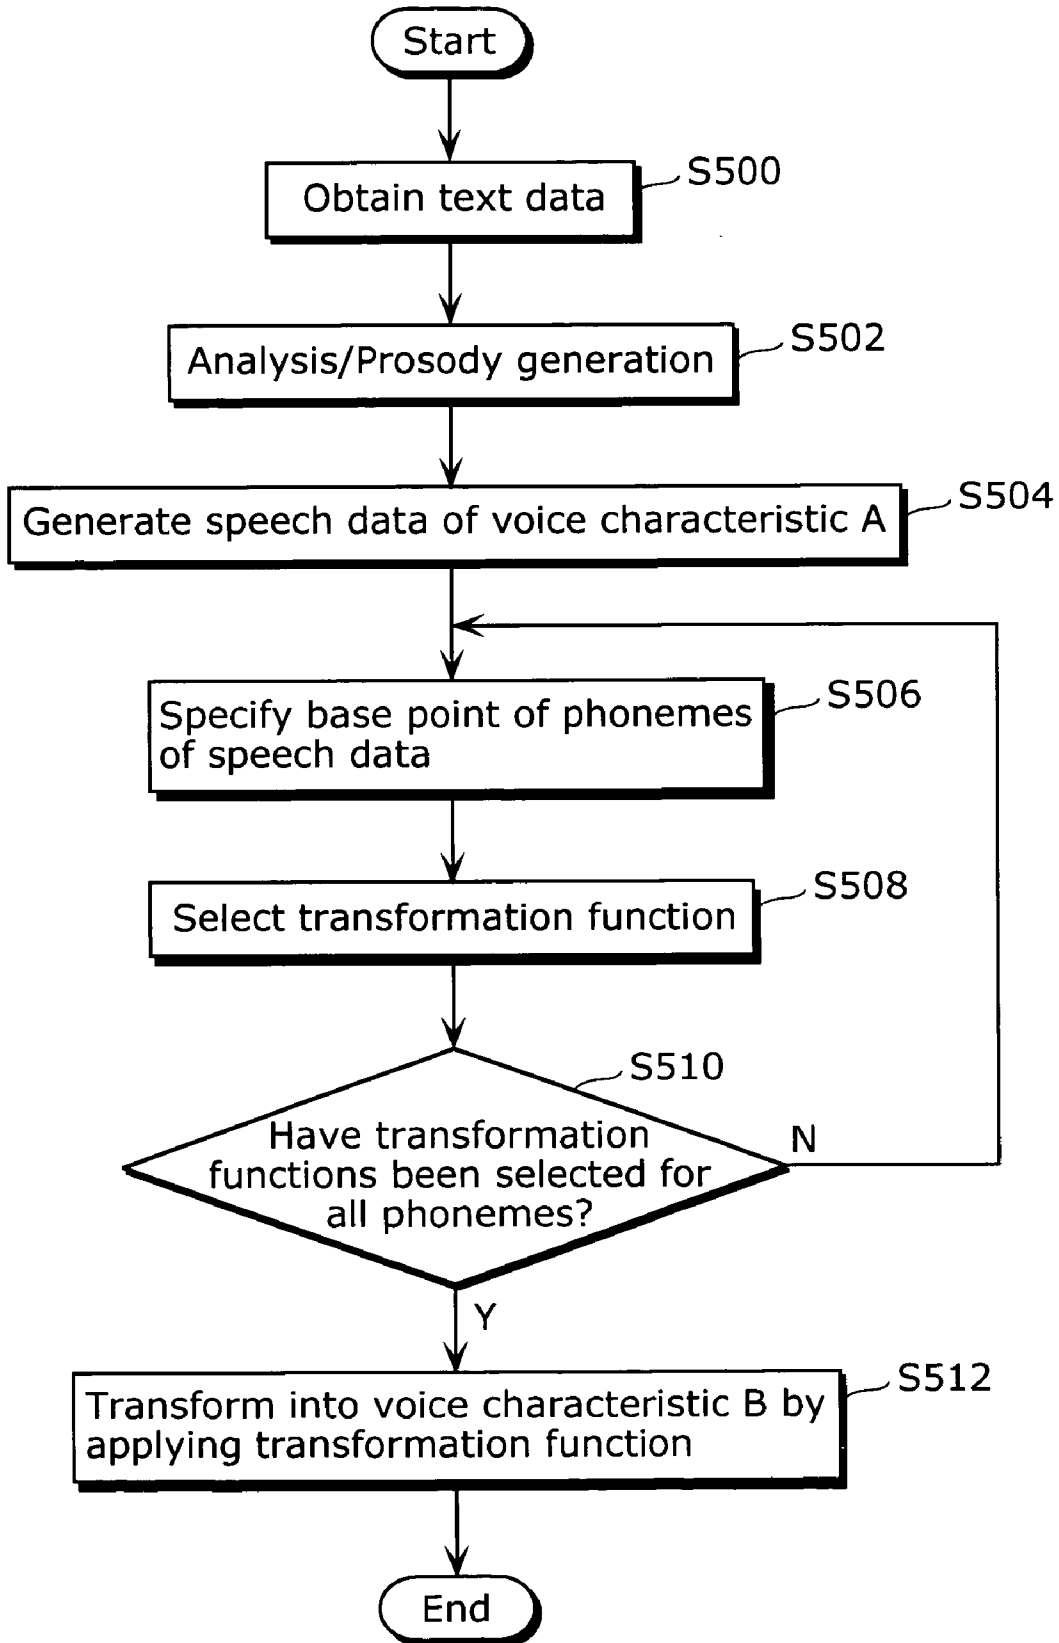 Start
S500
Obtain text data
S502
Analysis/Prosody generation
S504
Generate speech data of voice characteristic A
S506
Specify base point of phonemes
of speech data
S508
Select transformation function
S510
Have transformation
functions been selected for
all phonemes?
N
Y
S512
Transform into voice characteristic B by
applying transformation function
End